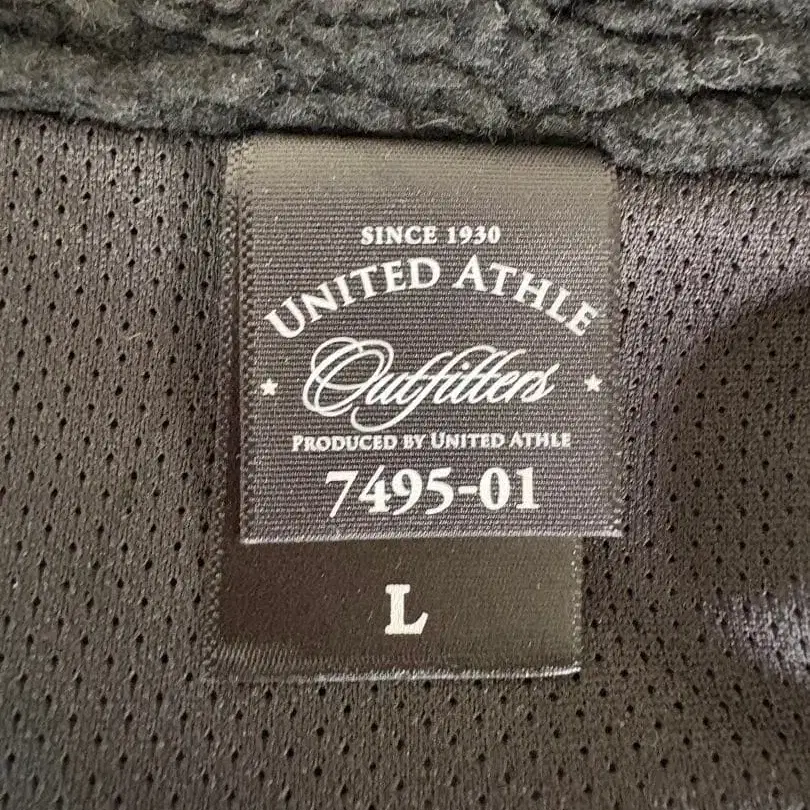 SINCE 1930
UNITED ATHLE
Outfitters
PRODUCED BY UNITED ATHLE
7495-01
L